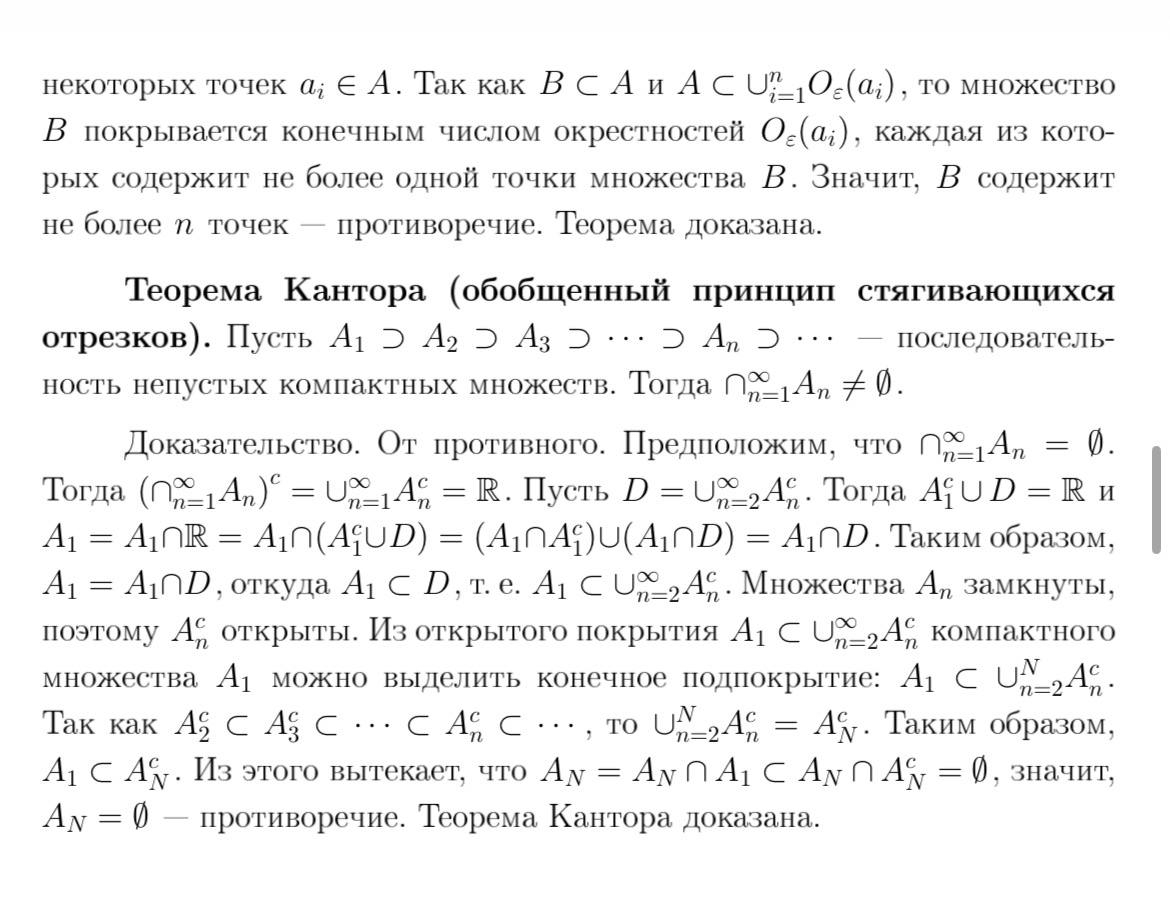 некоторых точек $a_i \in A$. Так как $B \subset A$ и $A \subset \cup_{i=1}^{n} O_\varepsilon(a_i)$, то множество
$B$ покрывается конечным числом окрестностей $O_\varepsilon(a_i)$, каждая из кото-
рых содержит не более одной точки множества $B$. Значит, $B$ содержит
не более $n$ точек — противоречие. Теорема доказана.
Теорема Кантора (обобщенный принцип стягивающихся
отрезков). Пусть $A_1 \supset A_2 \supset A_3 \supset \cdots \supset A_n \supset \cdots$ — последователь-
ность непустых компактных множеств. Тогда $\cap_{n=1}^{\infty} A_n \neq \emptyset$.
Доказательство. От противного. Предположим, что $\cap_{n=1}^{\infty} A_n = \emptyset$.
Тогда $(\cap_{n=1}^{\infty} A_n)^c = \cup_{n=1}^{\infty} A_n^c = \mathbb{R}$. Пусть $D = \cup_{n=2}^{\infty} A_n^c$. Тогда $A_1^c \cup D = \mathbb{R}$ и
$A_1 = A_1 \cap \mathbb{R} = A_1 \cap (A_1^c \cup D) = (A_1 \cap A_1^c) \cup (A_1 \cap D) = A_1 \cap D$. Таким образом,
$A_1 = A_1 \cap D$, откуда $A_1 \subset D$, т. е. $A_1 \subset \cup_{n=2}^{\infty} A_n^c$. Множества $A_n$ замкнуты,
поэтому $A_n^c$ открыты. Из открытого покрытия $A_1 \subset \cup_{n=2}^{\infty} A_n^c$ компактного
множества $A_1$ можно выделить конечное подпокрытие: $A_1 \subset \cup_{n=2}^{N} A_n^c$.
Так как $A_2^c \subset A_3^c \subset \cdots \subset A_n^c \subset \cdots$, то $\cup_{n=2}^{N} A_n^c = A_N^c$. Таким образом,
$A_1 \subset A_N^c$. Из этого вытекает, что $A_N = A_N \cap A_1 \subset A_N \cap A_N^c = \emptyset$, значит,
$A_N = \emptyset$ — противоречие. Теорема Кантора доказана.